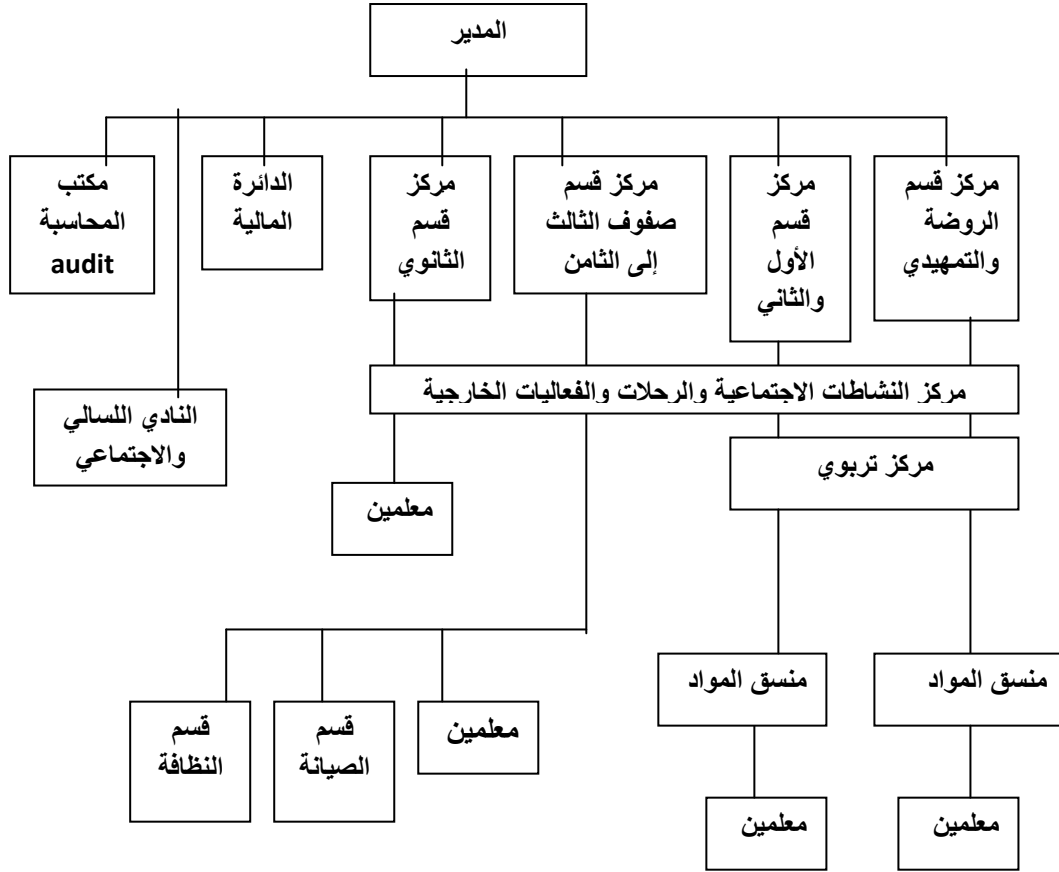 المدير
مركز قسم
الروضة
والتمهيدي
مركز
قسم
الأول
والثاني
مركز قسم
صفوف الثالث
إلى الثامن
مركز
قسم
الثانوي
الدائرة
المالية
مكتب
المحاسبة
audit
مركز النشاطات الاجتماعية والرحلات والفعاليات الخارجية
النادي اللسالي
والاجتماعي
مركز تربوي
معلمين
منسق المواد
منسق المواد
معلمين
قسم
الصيانة
قسم
النظافة
معلمين
معلمين